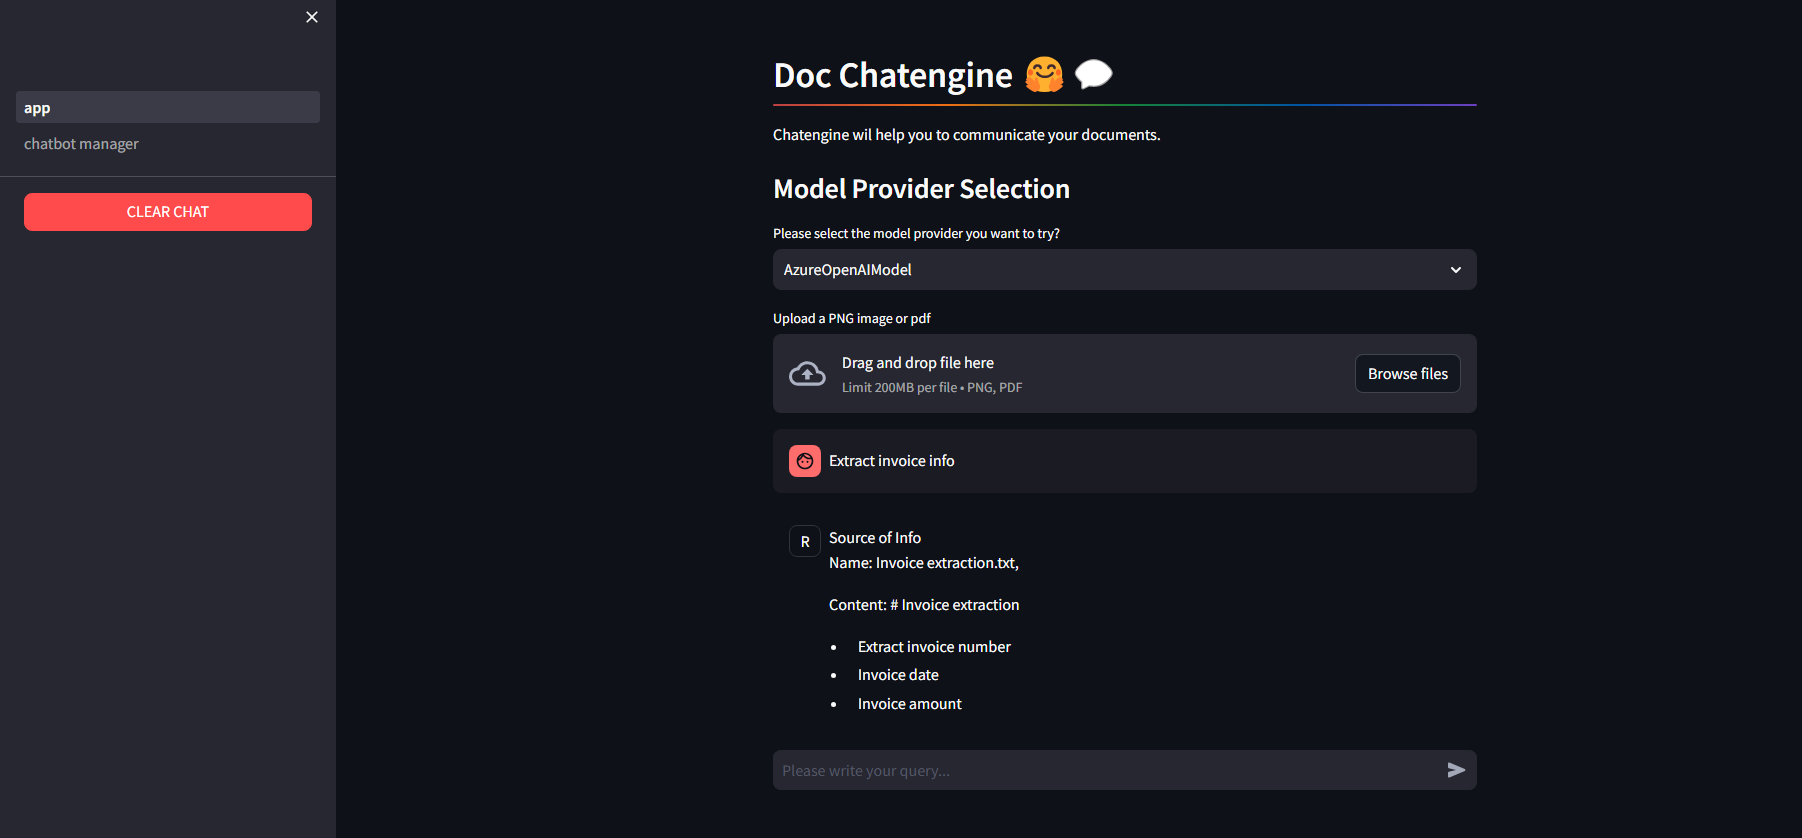 app
chatbot manager
CLEAR CHAT
Doc Chatengine 🤗 💬
Chatengine wil help you to communicate your documents.
Model Provider Selection
Please select the model provider you want to try?
AzureOpenAIModel
Upload a PNG image or pdf
Drag and drop file here
Limit 200MB per file • PNG, PDF
Browse files
Extract invoice info
R
Source of Info
Name: Invoice extraction.txt,
Content: # Invoice extraction
• Extract invoice number
• Invoice date
• Invoice amount
Please write your query...